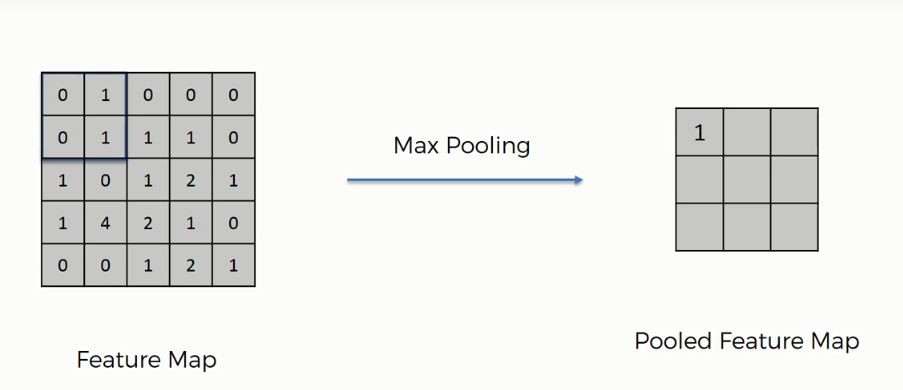 0 1 0 0 0
0 1 1 1 0
1 0 1 2 1
1 4 2 1 0
0 0 1 2 1
Feature Map
Max Pooling
1
Pooled Feature Map